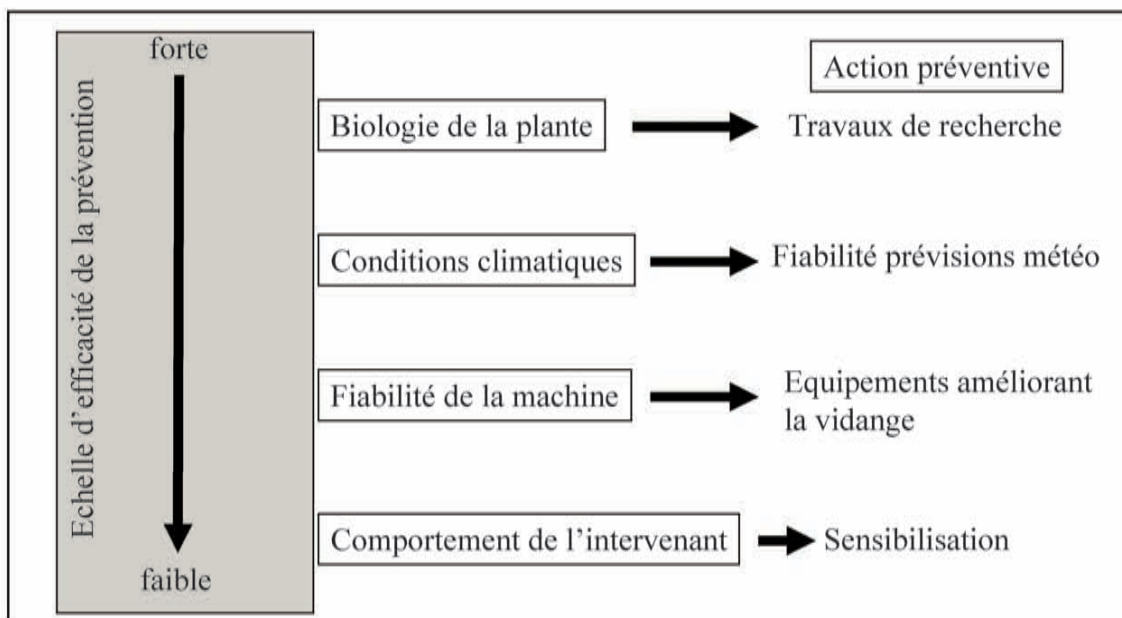 forte
Echelle d’efficacité de la prévention
faible
Action préventive
Biologie de la plante
Travaux de recherche
Conditions climatiques
Fiabilité prévisions météo
Fiabilité de la machine
Equipements améliorant
la vidange
Comportement de l’intervenant
Sensibilisation